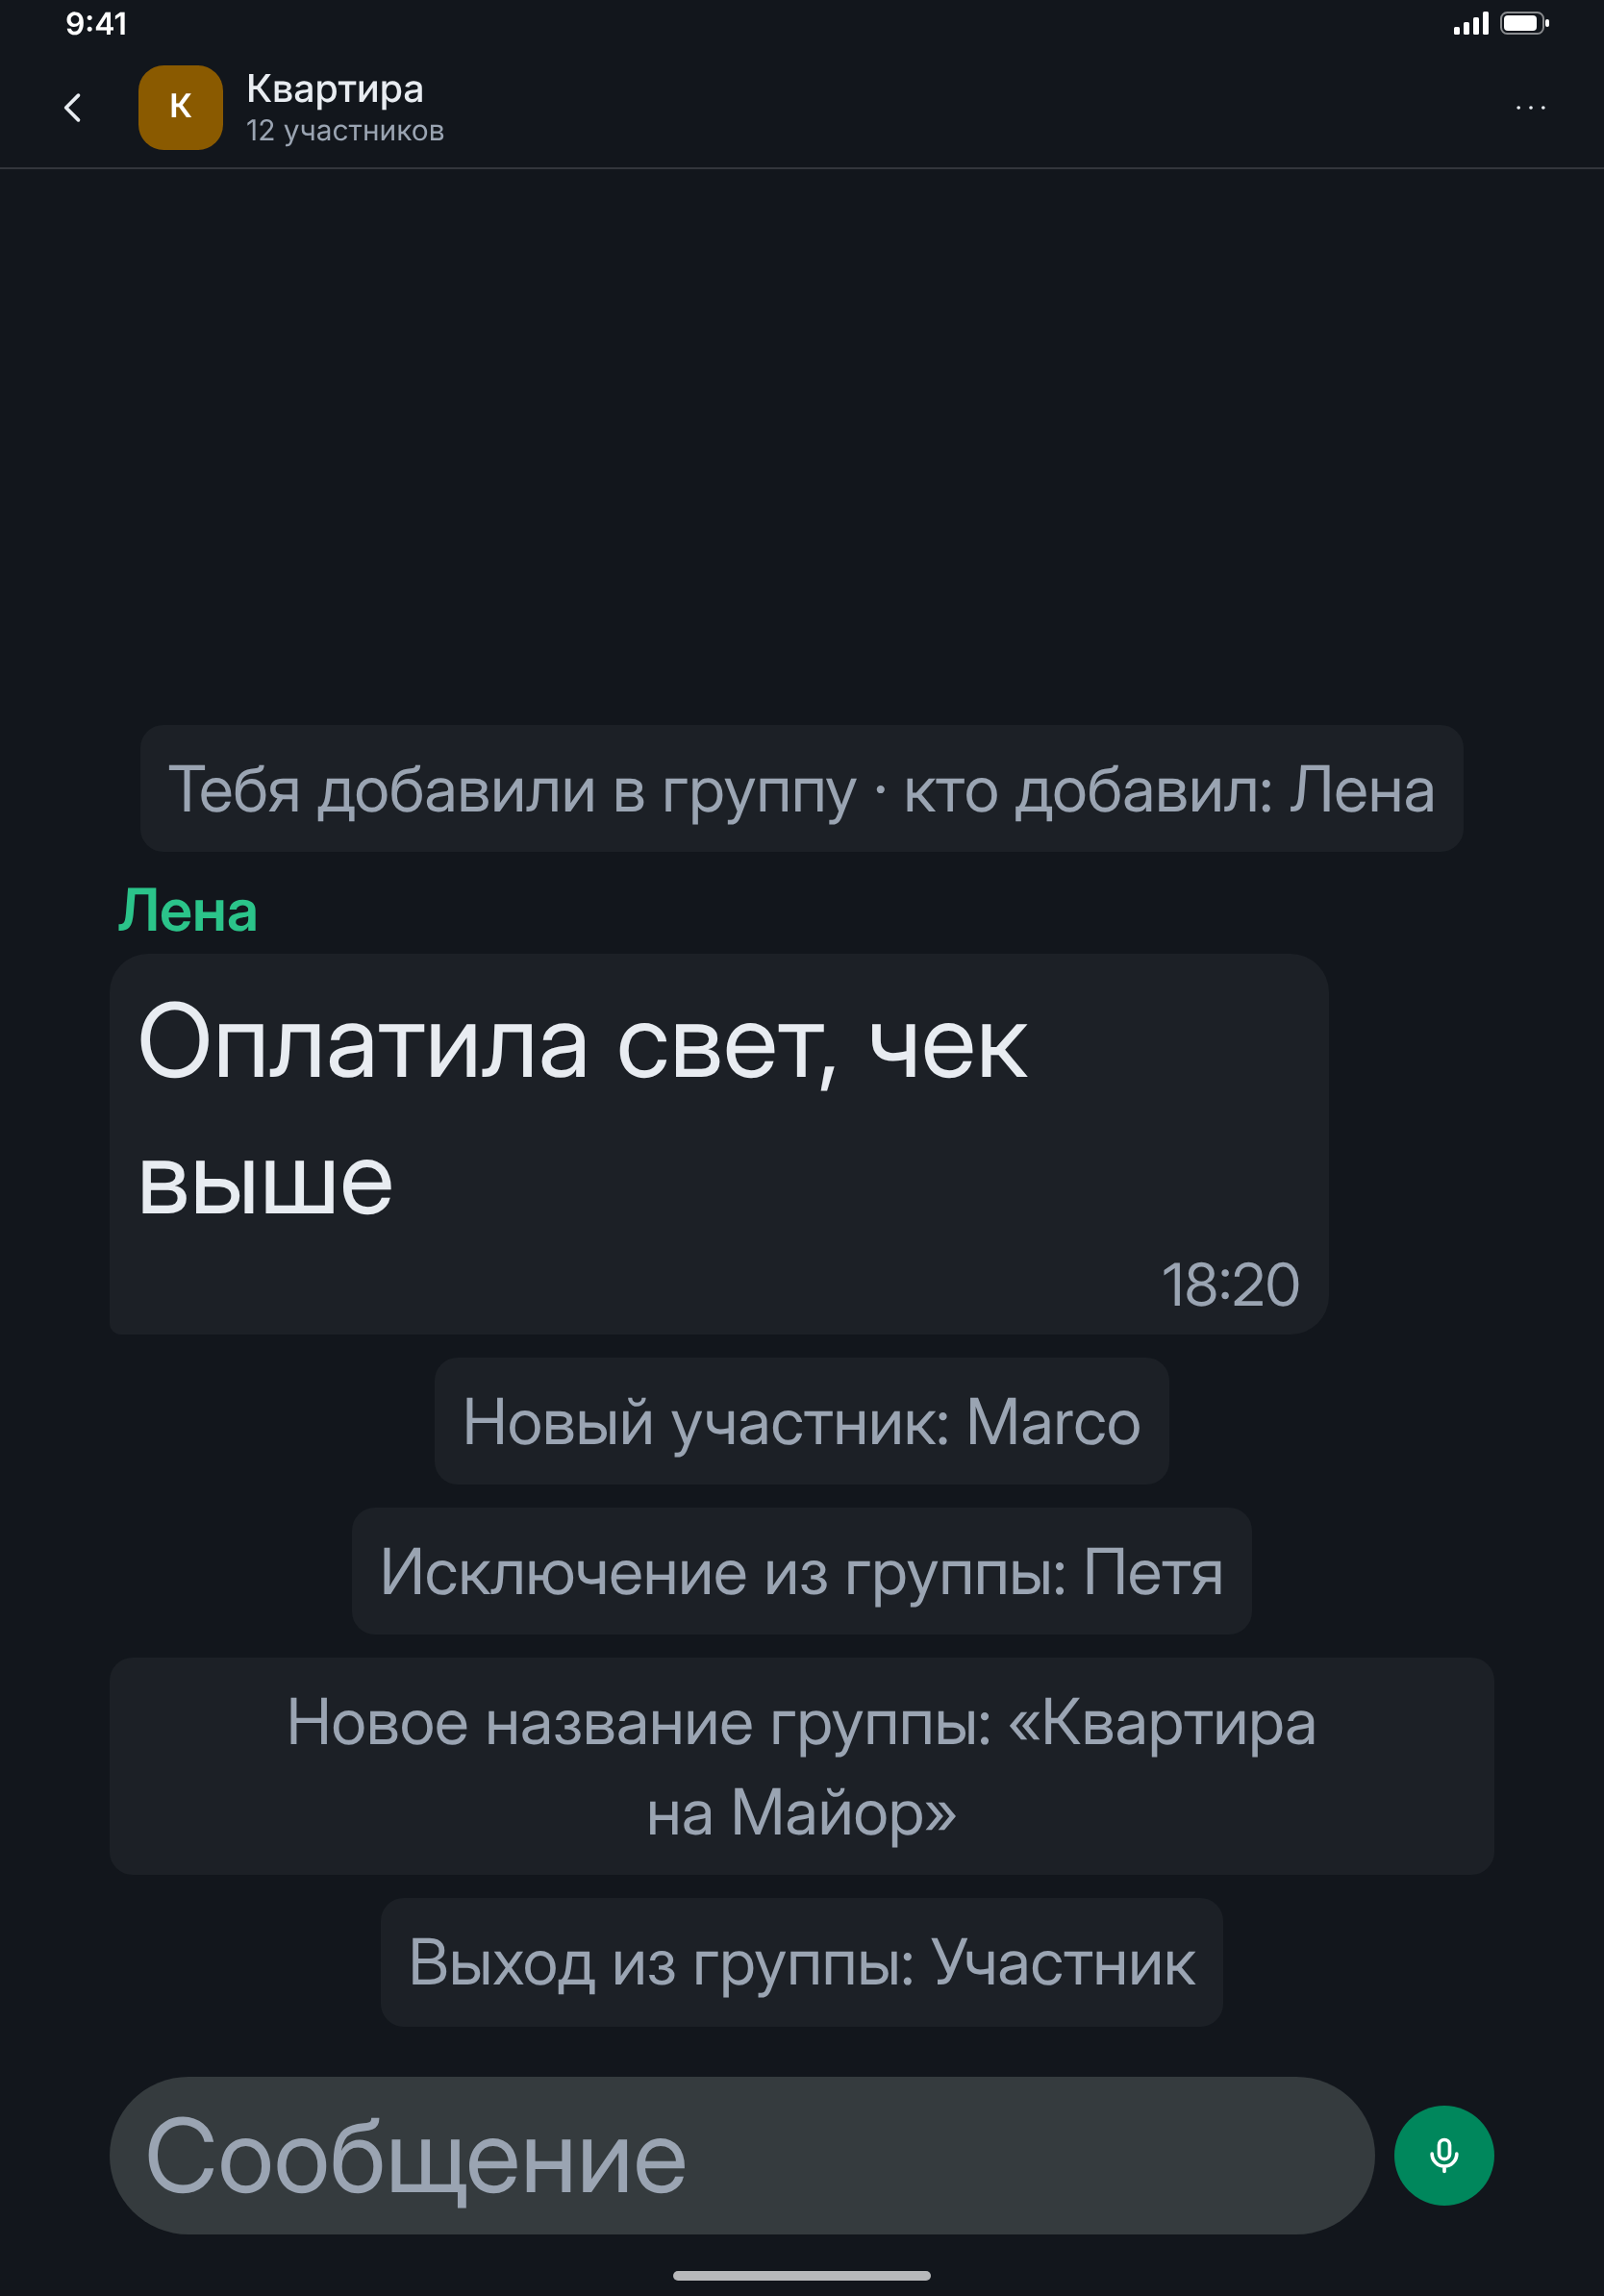 9:41
К
Квартира
12 участников
Тебя добавили в группу · кто добавил: Лена
Лена
Оплатила свет, чек
выше
18:20
Новый участник: Marco
Исключение из группы: Петя
Новое название группы: «Квартира
на Майор»
Выход из группы: Участник
Сообщение